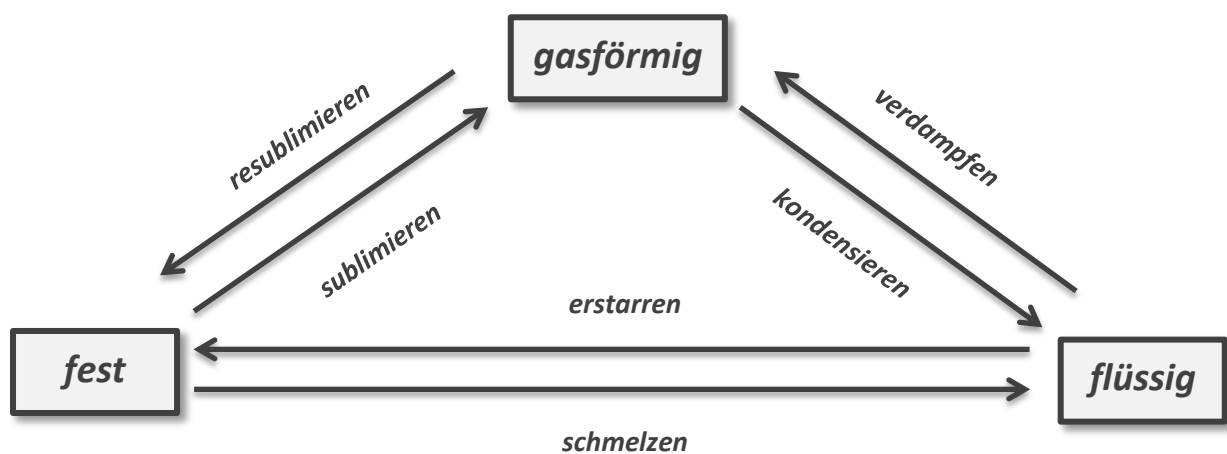 gasförmig
resublimieren
verdampfen
sublimieren
kondensieren
erstarren
fest
flüssig
schmelzen